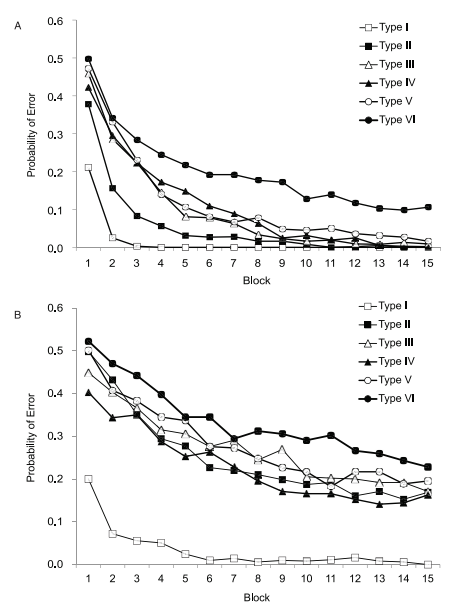 A
0.6
0.5
0.4
0.3
0.2
0.1
0.0
Probability of Error
Type I
Type II
Type III
Type IV
Type V
Type VI
1 2 3 4 5 6 7 8 9 10 11 12 13 14 15
Block
B
0.6
0.5
0.4
0.3
0.2
0.1
0.0
Probability of Error
Type I
Type II
Type III
Type IV
Type V
Type VI
1 2 3 4 5 6 7 8 9 10 11 12 13 14 15
Block